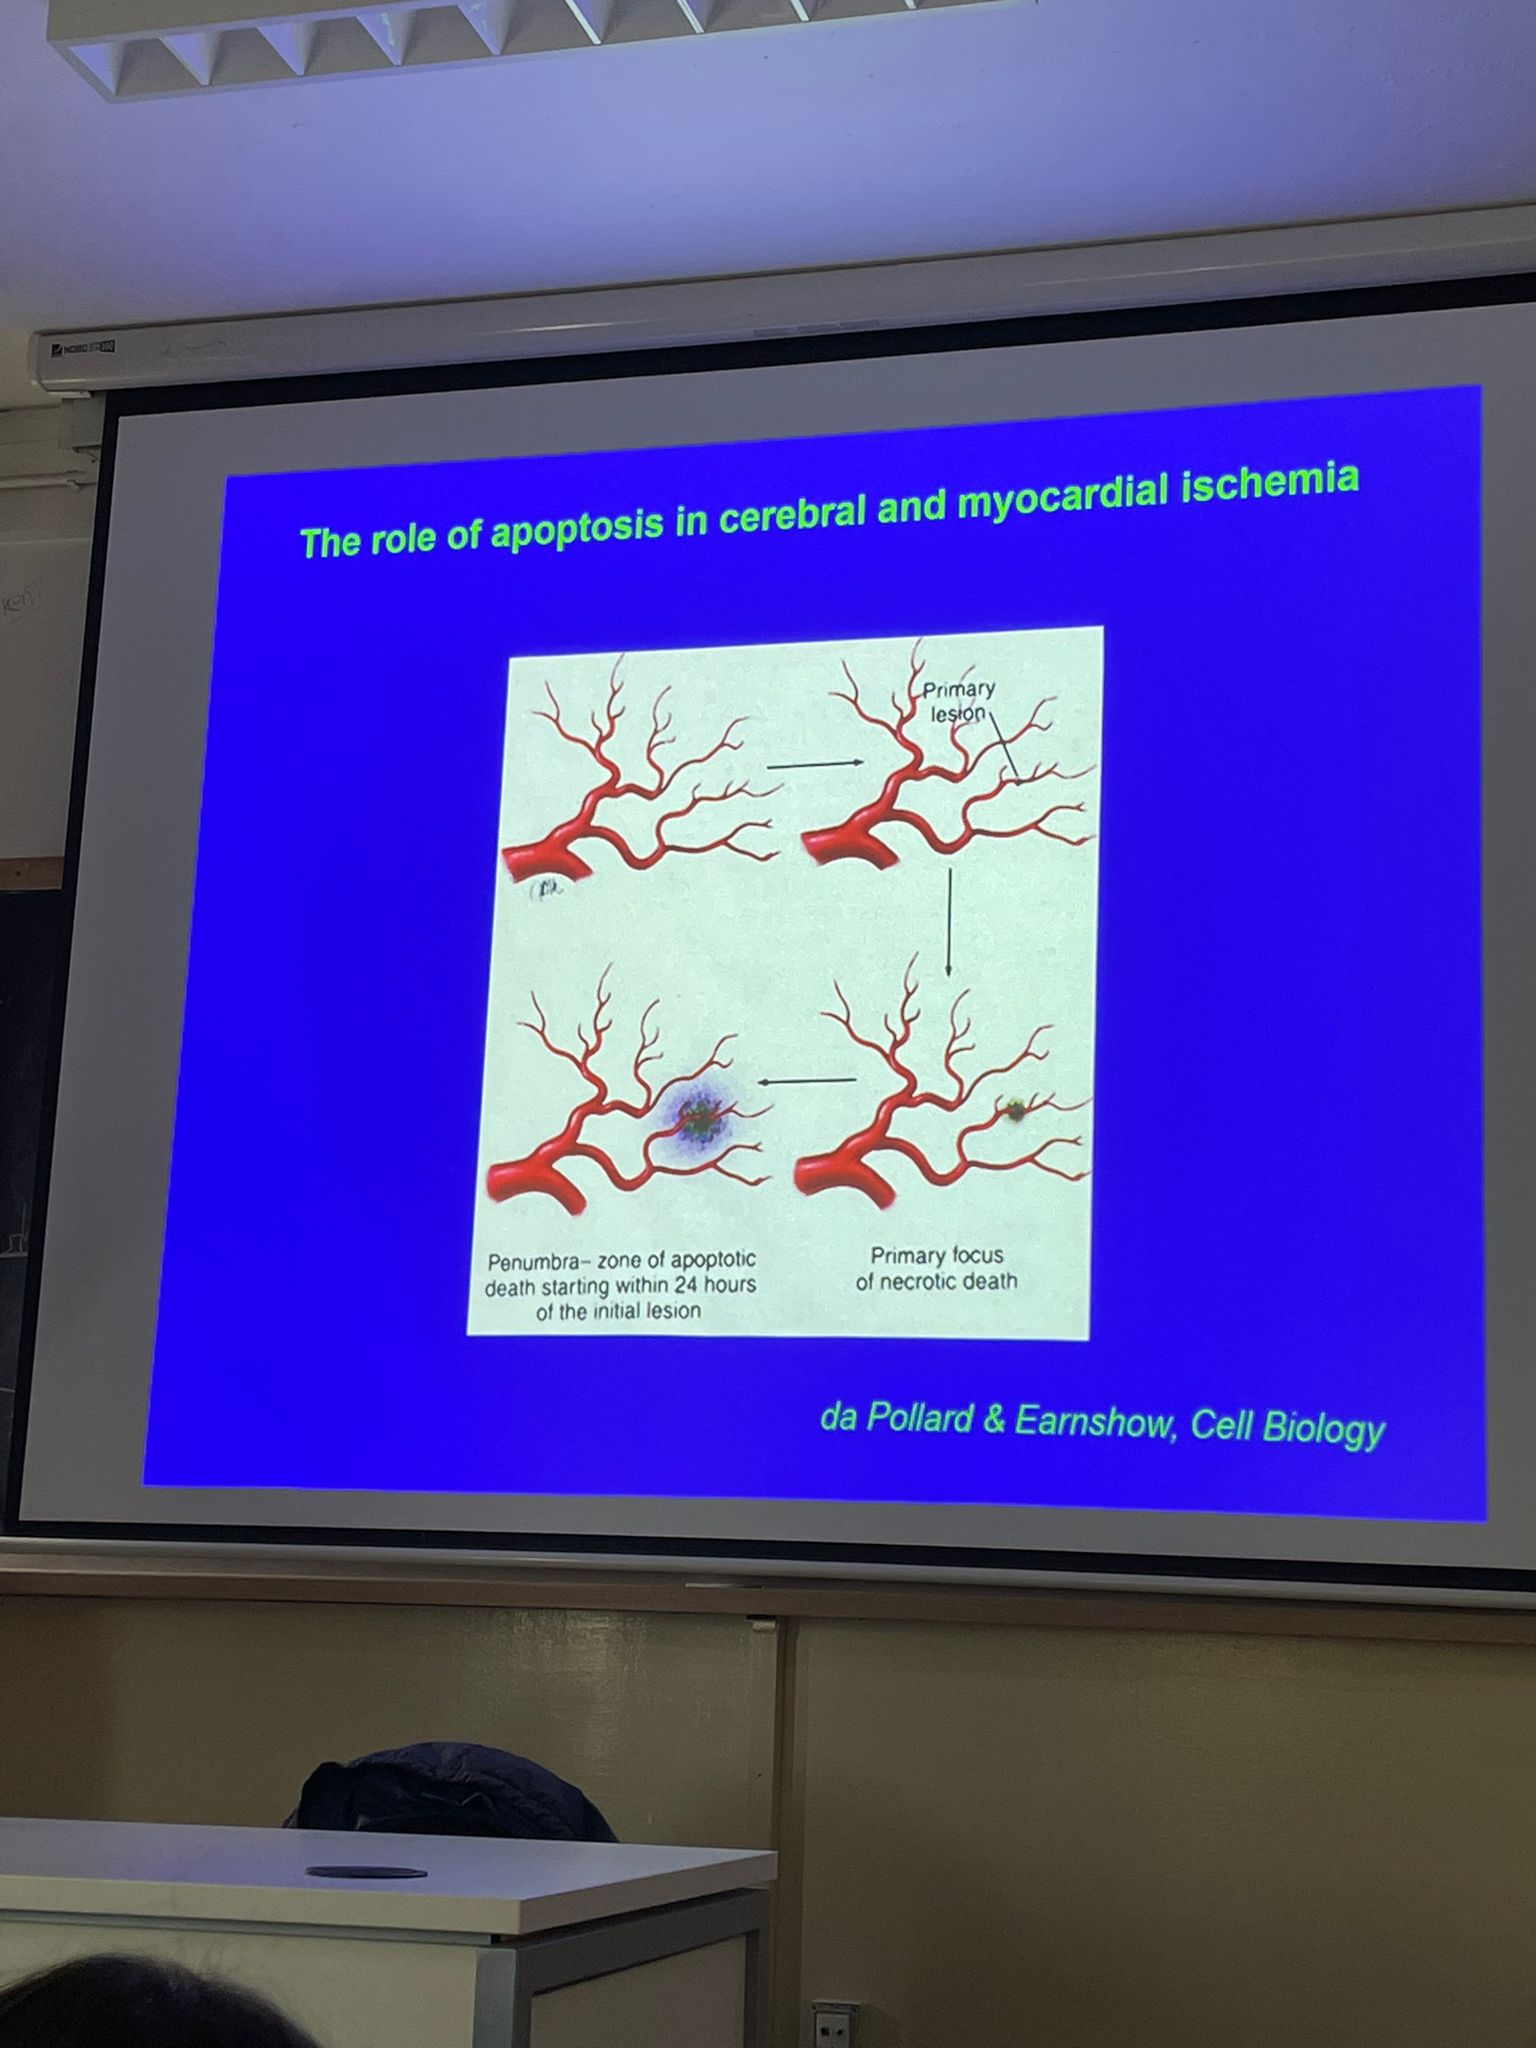 NOBO
The role of apoptosis in cerebral and myocardial ischemia
Primary
lesion
Penumbra– zone of apoptotic
death starting within 24 hours
of the initial lesion
Primary focus
of necrotic death
da Pollard & Earnshow, Cell Biology